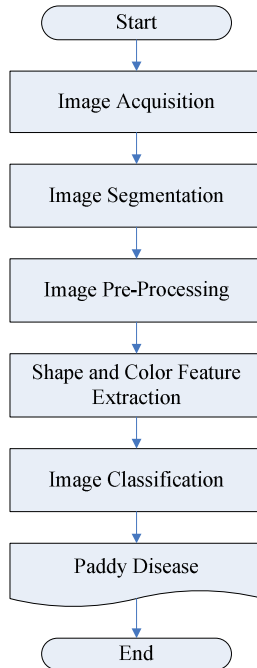 Start
Image Acquisition
Image Segmentation
Image Pre-Processing
Shape and Color Feature
Extraction
Image Classification
Paddy Disease
End